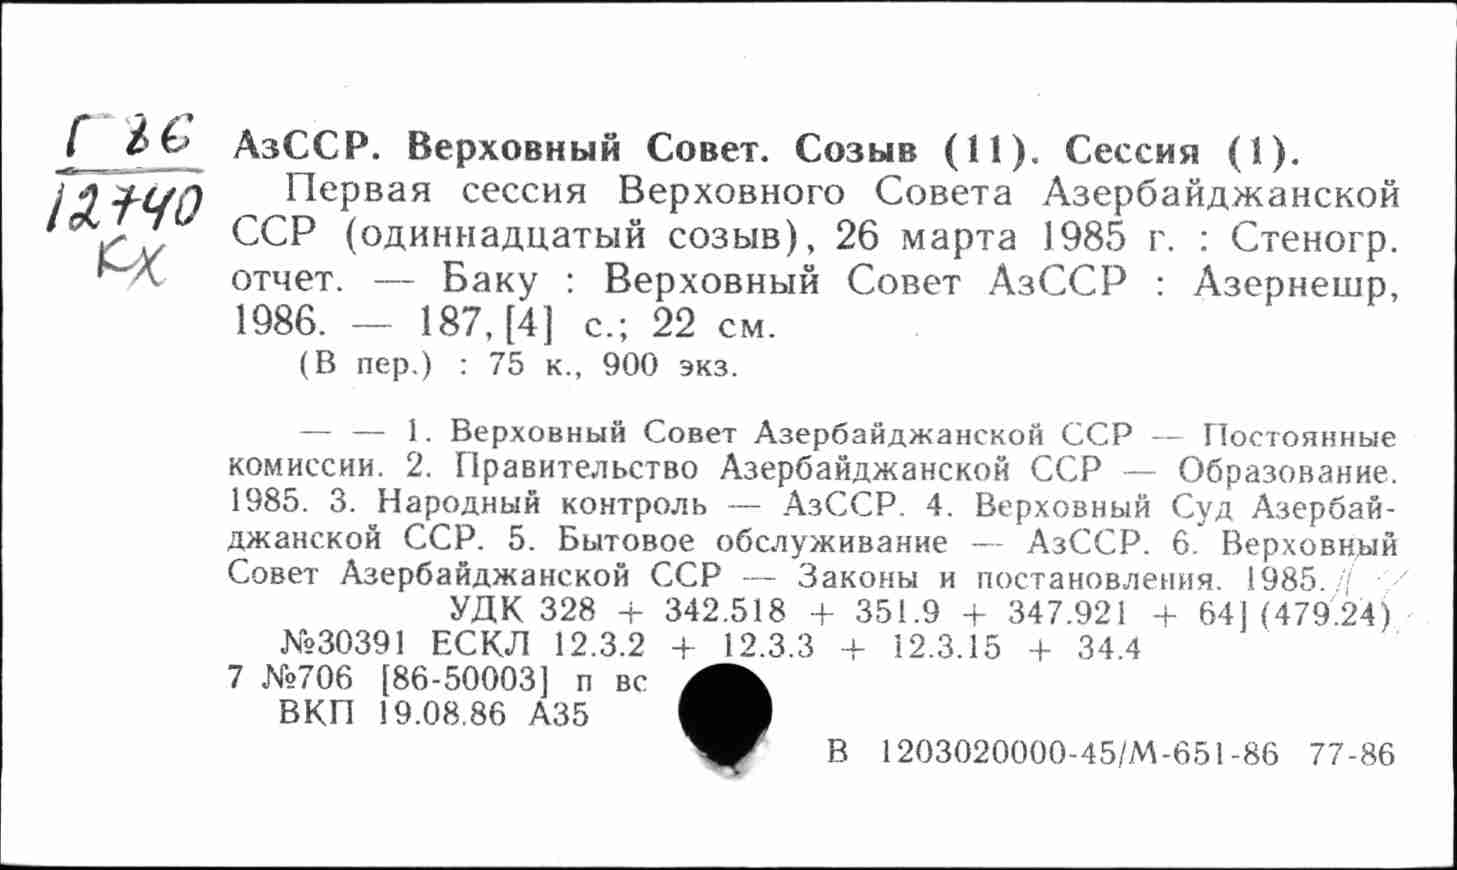 Г 86
12740
КХ
АзССР. Верховный Совет. Созыв (11). Сессия (1).
Первая сессия Верховного Совета Азербайджанской
ССР (одиннадцатый созыв), 26 марта 1985 г. : Стеногр.
отчет. — Баку : Верховный Совет АзССР : Азернешр,
1986. — 187, [4] с.; 22 см.
(В пер.) : 75 к., 900 экз.
— — 1. Верховный Совет Азербайджанской ССР — Постоянные
комиссии. 2. Правительство Азербайджанской ССР — Образование.
1985. 3. Народный контроль — АзССР. 4. Верховный Суд Азербай-
джанской ССР. 5. Бытовое обслуживание — АзССР. 6. Верховный
Совет Азербайджанской ССР — Законы и постановления. 1985.
УДК 328 + 342.518 + 351.9 + 347.921 + 64] (479.24)
№30391 ЕСКЛ 12.3.2 + 12.3.3 + 12.3.15 + 34.4
7 №706 [86-50003] п вс
ВКП 19.08.86 А35
В 1203020000-45/М-651-86 77-86